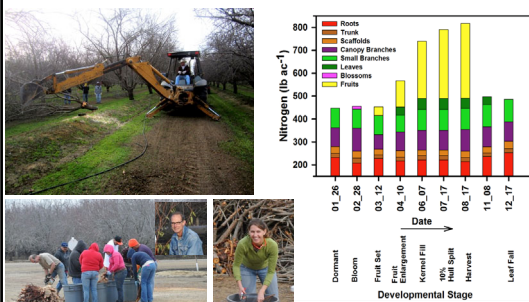 Roots
Trunk
Scaffolds
Canopy Branches
Small Branches
Leaves
Blossoms
Fruits
Nitrogen (lb ac⁻¹)
800
700
600
500
400
300
200
01_26
02_28
03_12
04_10
06_07
07_17
08_17
11_08
12_17
Date
Dormant
Bloom
Fruit Set
Fruit
Enlargement
Kernel Fill
10%
Hull Split
Harvest
Leaf Fall
Developmental Stage